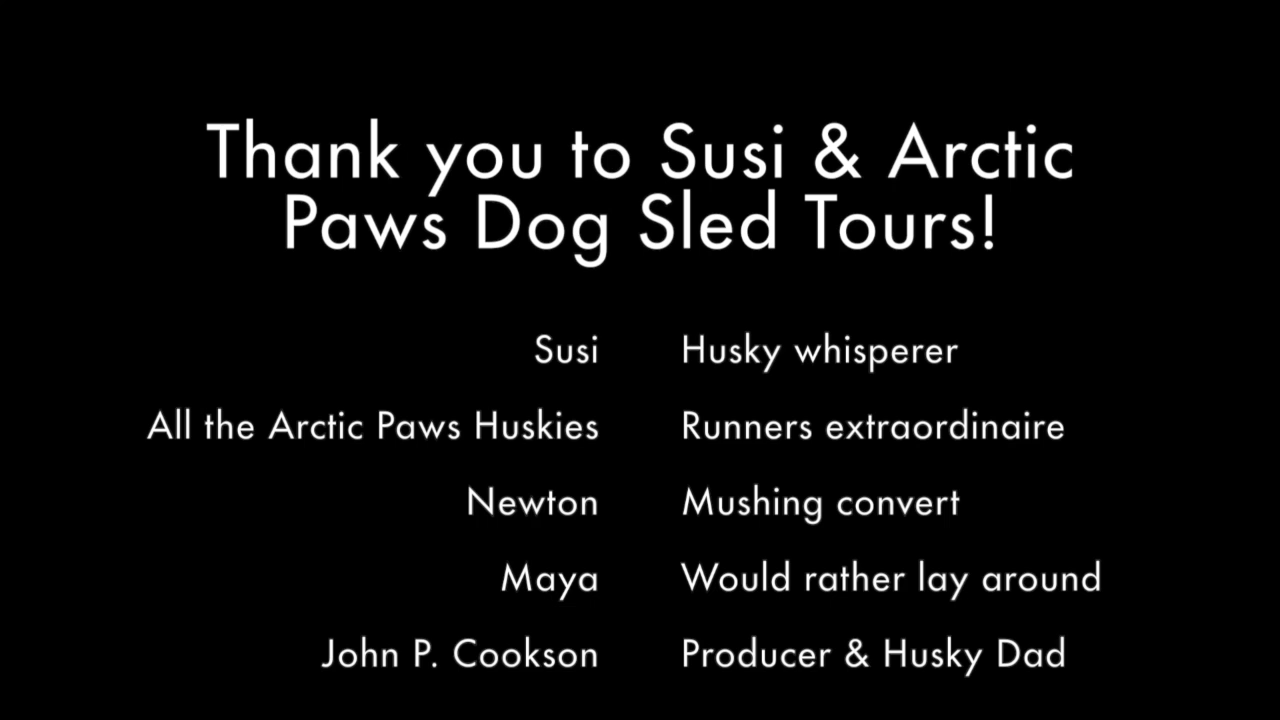 Thank you to Susi & Arctic
Paws Dog Sled Tours!
Susi Husky whisperer
All the Arctic Paws Huskies Runners extraordinaire
Newton Mushing convert
Maya Would rather lay around
John P. Cookson Producer & Husky Dad